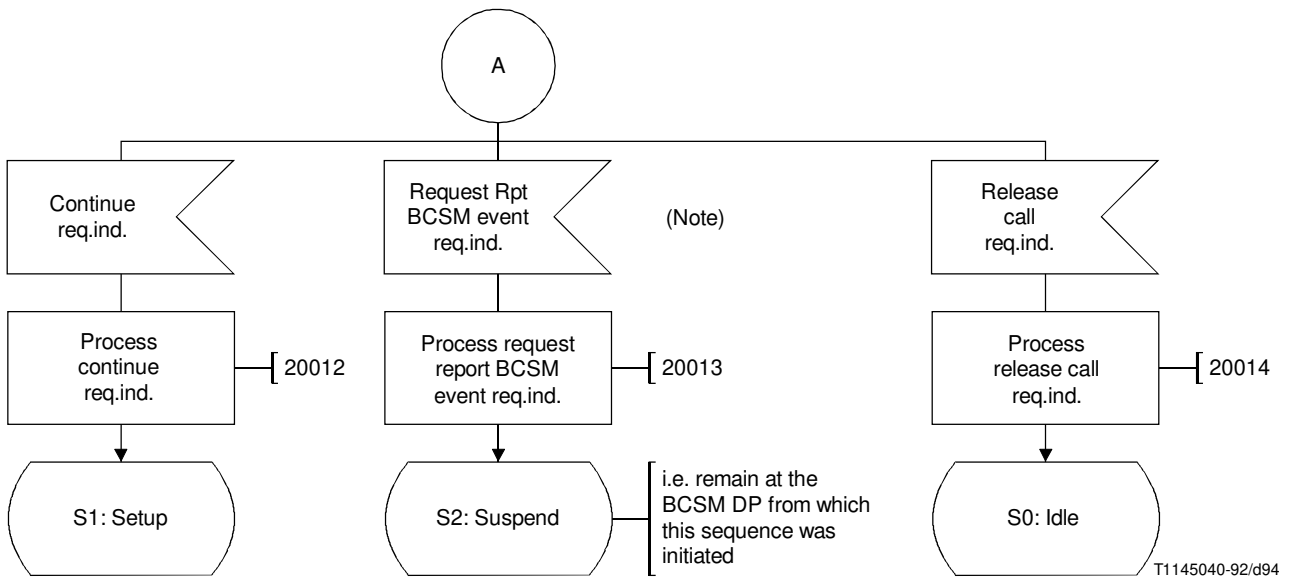 A
Continue
req.ind.
Request Rpt
BCSM event
req.ind.
(Note)
Release
call
req.ind.
Process
continue
req.ind.
20012
Process request
report BCSM
event req.ind.
20013
Process
release call
req.ind.
20014
S1: Setup
S2: Suspend
i.e. remain at the
BCSM DP from which
this sequence was
initiated
S0: Idle
T1145040-92/d94